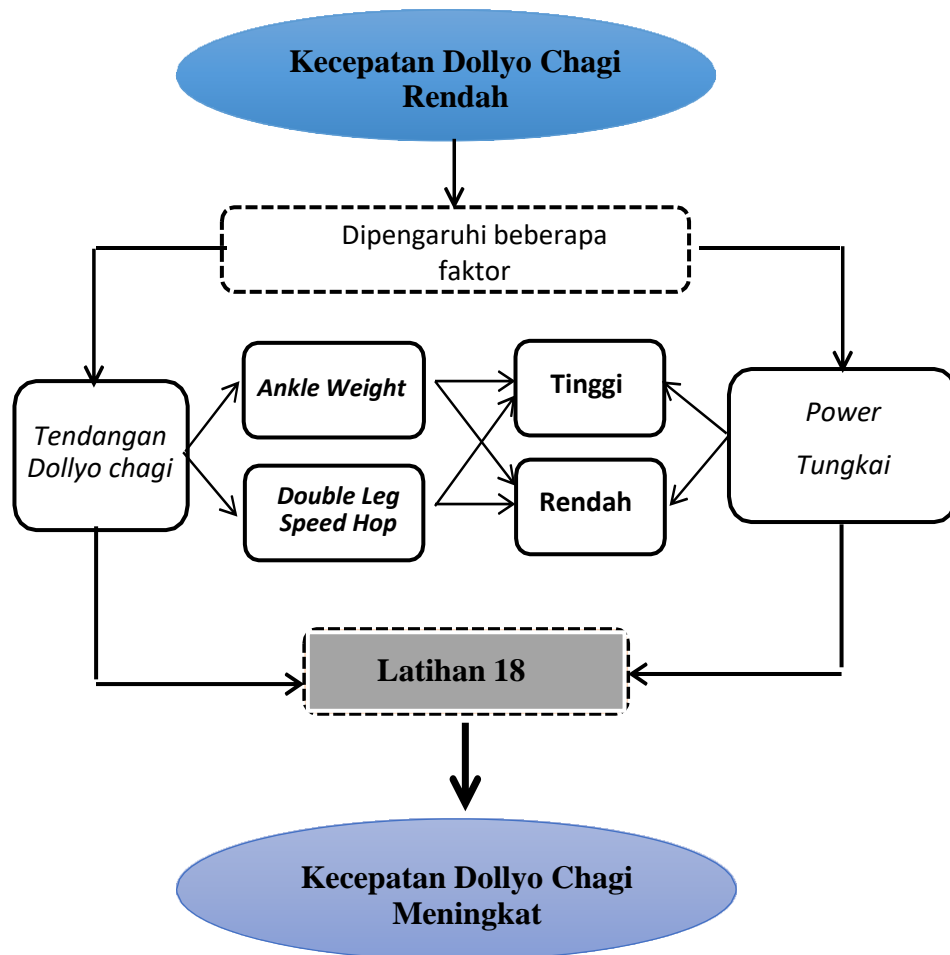 Kecepatan Dollyo Chagi
Rendah
Dipengaruhi beberapa
faktor
Ankle Weight
Tinggi
Tendangan
Dollyo chagi
Power
Tungkai
Double Leg
Speed Hop
Rendah
Latihan 18
Kecepatan Dollyo Chagi
Meningkat